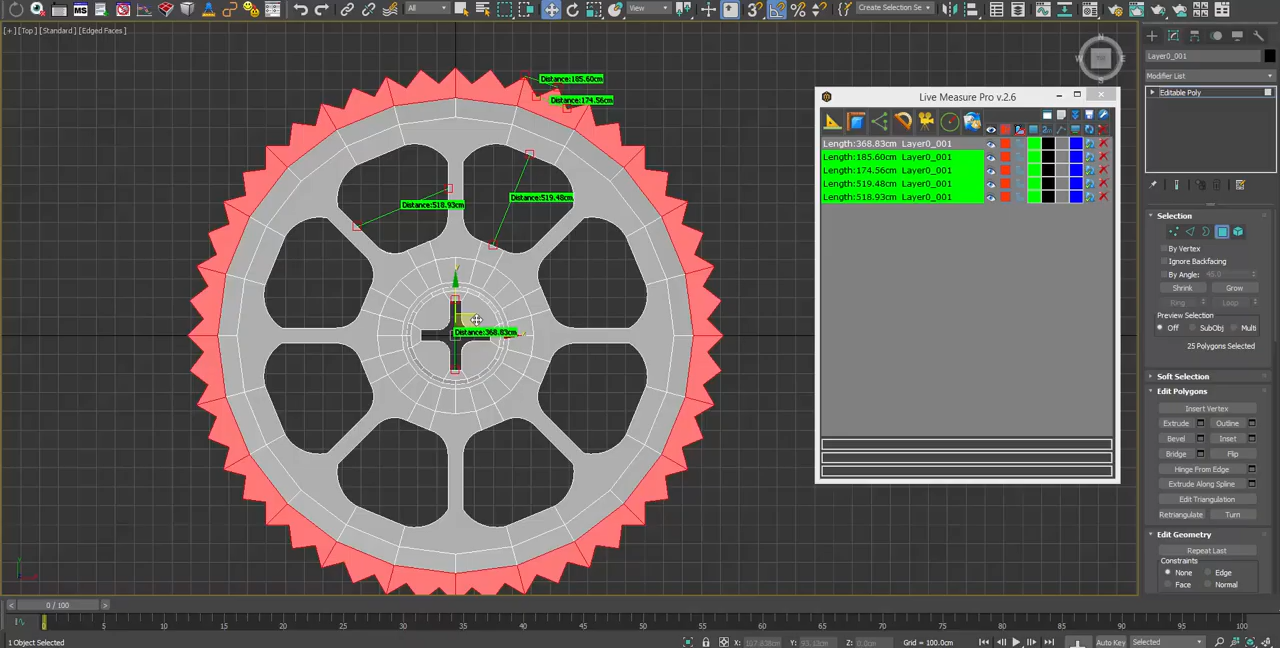 MS
All
View
Create Selection Se
[+] [Top] [Standard] [Edged Faces]
N
W
E
S
Layer0_001
Modifier List
Editable Poly
Live Measure Pro v.2.6
Length:368.83cm Layer0_001
Length:185.60cm Layer0_001
Length:174.56cm Layer0_001
Length:519.48cm Layer0_001
Length:518.93cm Layer0_001
Distance:185.60cm
Distance:174.56cm
Distance:519.48cm
Distance:518.93cm
Distance:368.83cm
Selection
By Vertex
Ignore Backfacing
By Angle: 45.0
Shrink Grow
Ring Loop
Preview Selection
Off SubObj Multi
25 Polygons Selected
Soft Selection
Edit Polygons
Insert Vertex
Extrude Outline
Bevel Inset
Bridge Flip
Hinge From Edge
Extrude Along Spline
Edit Triangulation
Retriangulate Turn
Edit Geometry
Repeat Last
Constraints
None Edge
Face Normal
< 0 / 100 >
0 5 10 15 20 25 30 35 40 45 50 55 60 65 70 75 80 85 90 95 100
1 Object Selected
X: Y: Z: 0.0cm
Grid = 100.0cm
Auto Key
Selected